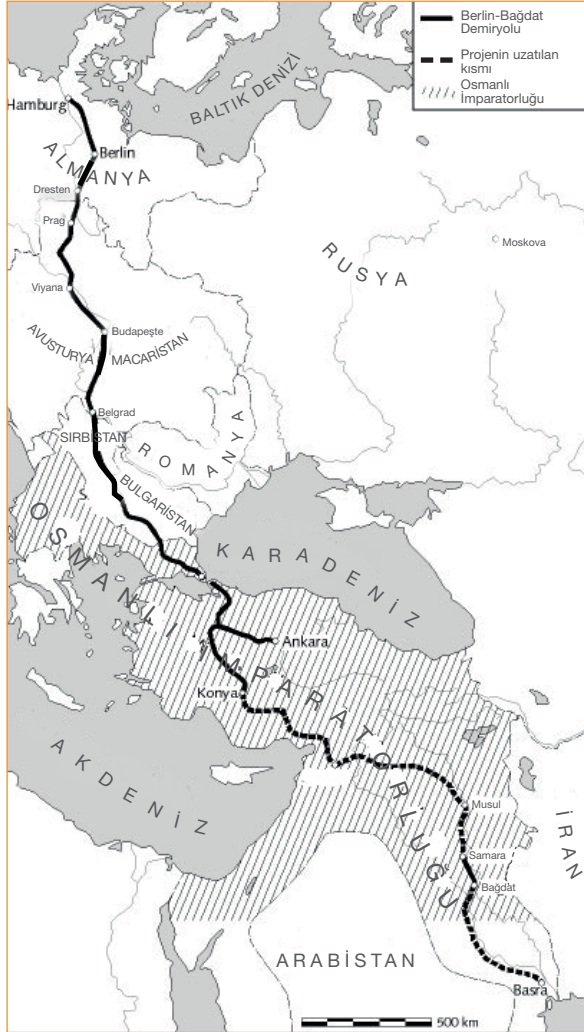 Berlin-Bağdat
Demiryolu
Projenin uzatılan
kısmı
Osmanlı
İmparatorluğu
BALTIK DENİZİ
Hamburg
Berlin
ALMANYA
Dresten
Prag
RUSYA
Moskova
Viyana
Budapeşte
AVUSTURYA MACARİSTAN
Belgrad
SIRBİSTAN
ROMANYA
BULGARİSTAN
KARADENİZ
OSMANLI İMPARATORLUĞU
Ankara
Konya
AKDENİZ
Musul
İRAN
Samara
Bağdat
ARABİSTAN
Basra
500 km